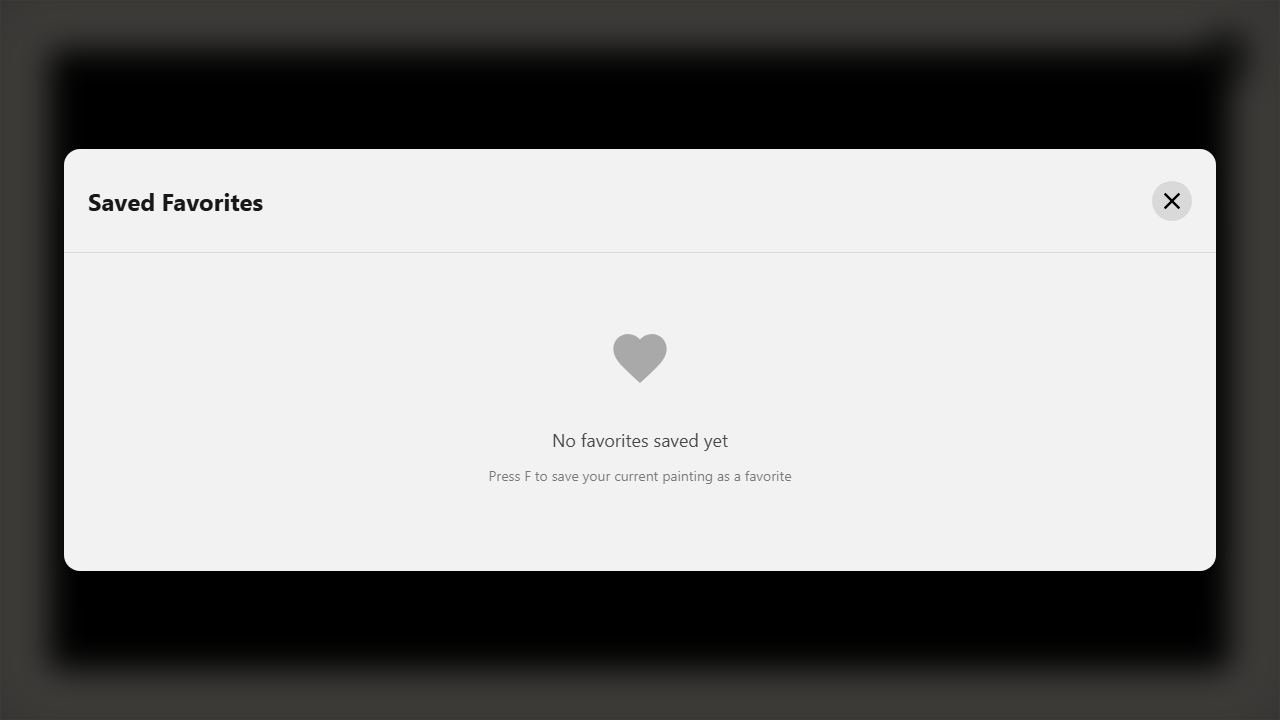 Saved Favorites
No favorites saved yet
Press F to save your current painting as a favorite